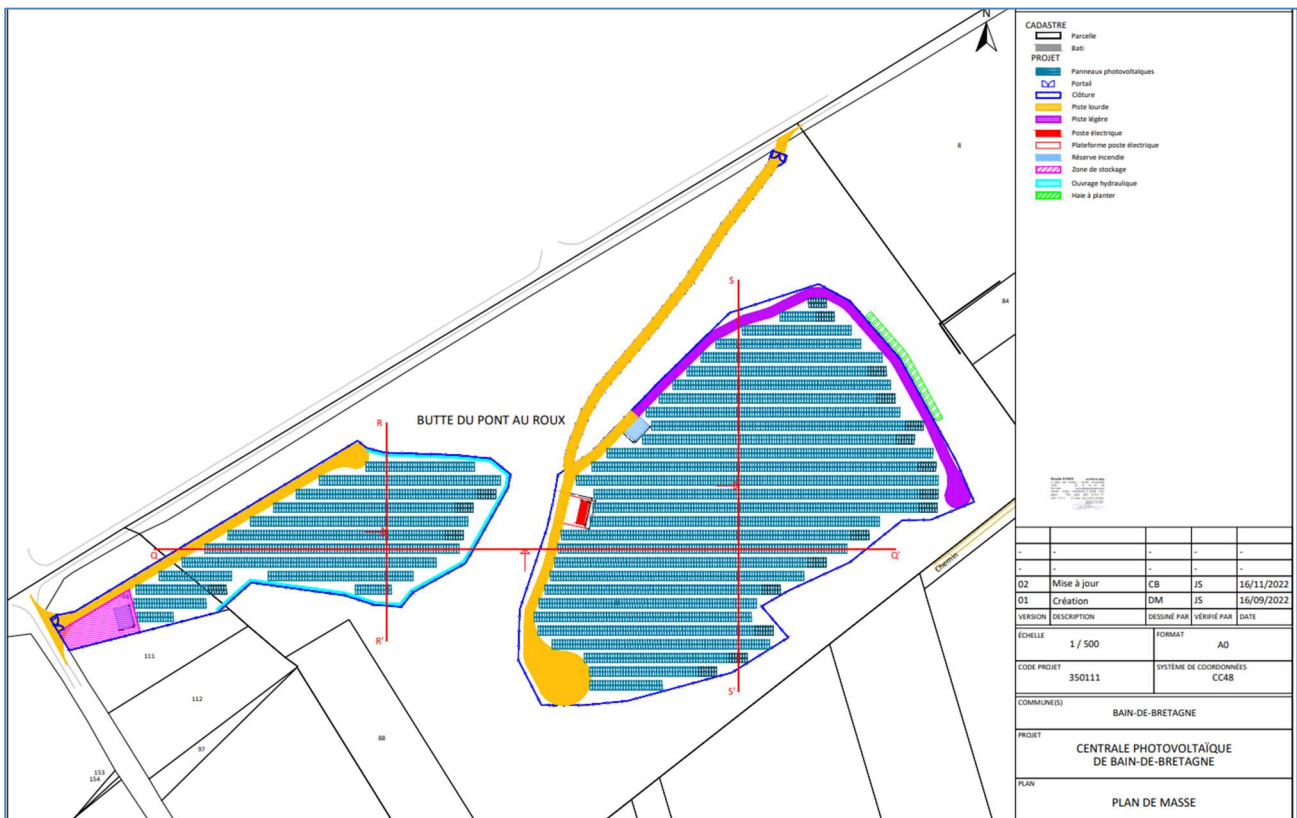 N
CADASTRE
Parcelle
Bati
PROJET
Panneaux photovoltaïques
Portail
Clôture
Piste lourde
Piste légère
Poste électrique
Plateforme poste électrique
Réserve incendie
Zone de stockage
Ouvrage hydraulique
Haie à planter
8
84
S
BUTTE DU PONT AU ROUX
R
Q
Q'
Chemin
R'
S'
111
112
97
88
153
154
- - - - -
- - - - -
02 Mise à jour CB JS 16/11/2022
01 Création DM JS 16/09/2022
VERSION DESCRIPTION DESSINÉ PAR VÉRIFIÉ PAR DATE
ÉCHELLE
1 / 500
FORMAT
A0
CODE PROJET
350111
SYSTÈME DE COORDONNÉES
CC48
COMMUNE(S)
BAIN-DE-BRETAGNE
PROJET
CENTRALE PHOTOVOLTAÏQUE
DE BAIN-DE-BRETAGNE
PLAN
PLAN DE MASSE